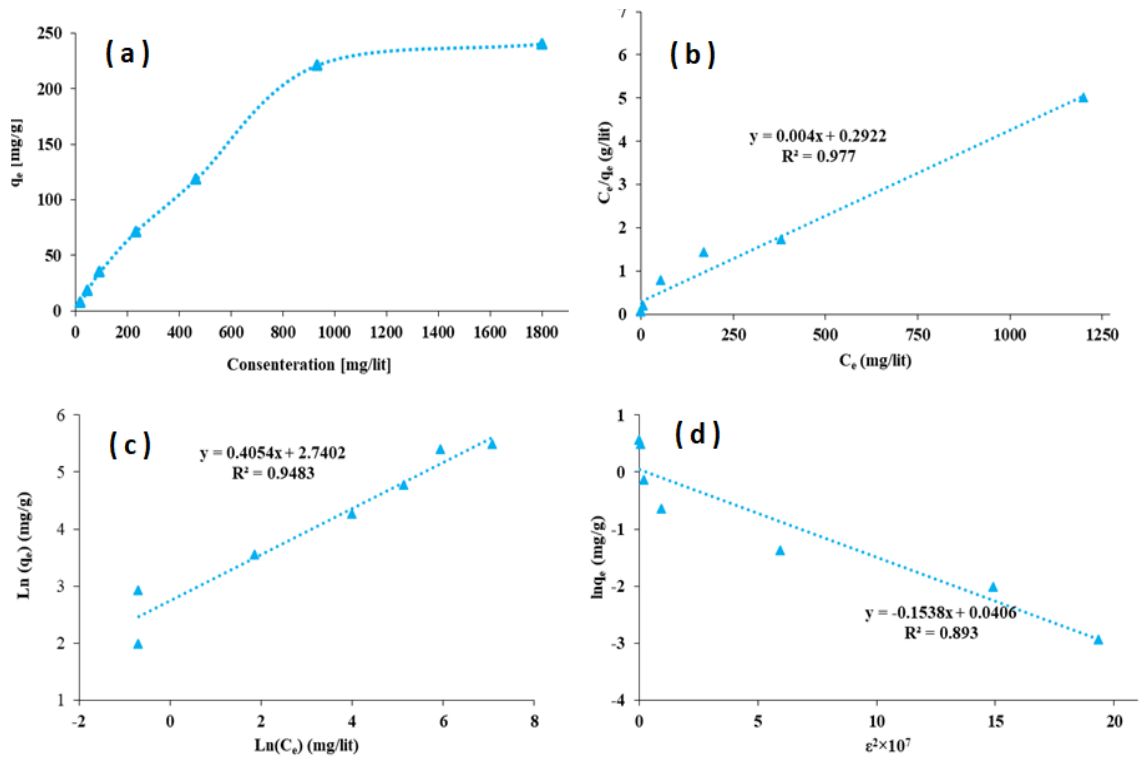 ( a )
250
200
150
100
50
0
qₑ [mg/g]
0 200 400 600 800 1000 1200 1400 1600 1800
Consenteration [mg/lit]
( b )
7
6
5
4
3
2
1
0
Cₑ/qₑ (g/lit)
y = 0.004x + 0.2922
R² = 0.977
0 250 500 750 1000 1250
Cₑ (mg/lit)
( c )
6
5
4
3
2
1
Ln (qₑ) (mg/g)
y = 0.4054x + 2.7402
R² = 0.9483
-2 0 2 4 6 8
Ln(Cₑ) (mg/lit)
( d )
1
0
-1
-2
-3
-4
lnqₑ (mg/g)
y = -0.1538x + 0.0406
R² = 0.893
0 5 10 15 20
ε²×10⁷